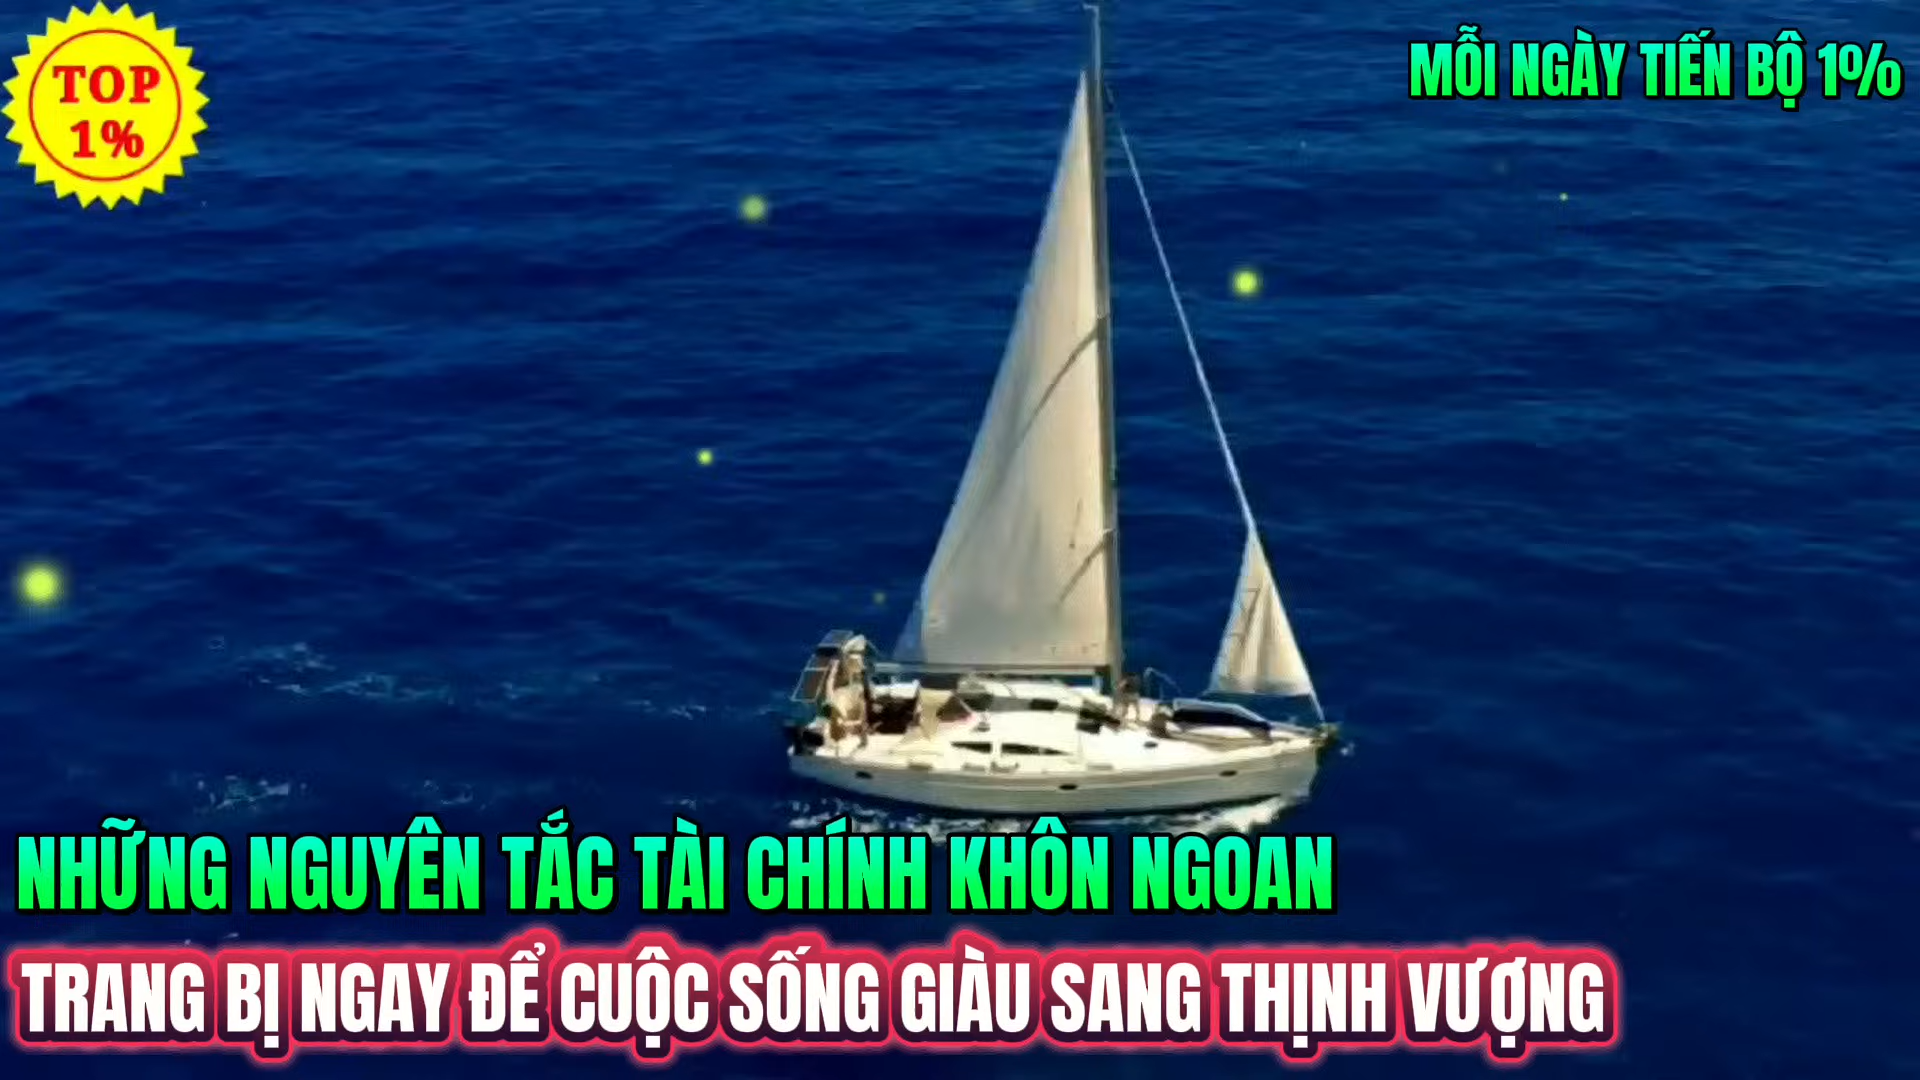 TOP
1%
MỖI NGÀY TIẾN BỘ 1%
NHỮNG NGUYÊN TẮC TÀI CHÍNH KHÔN NGOAN
TRANG BỊ NGAY ĐỂ CUỘC SỐNG GIÀU SANG THỊNH VƯỢNG